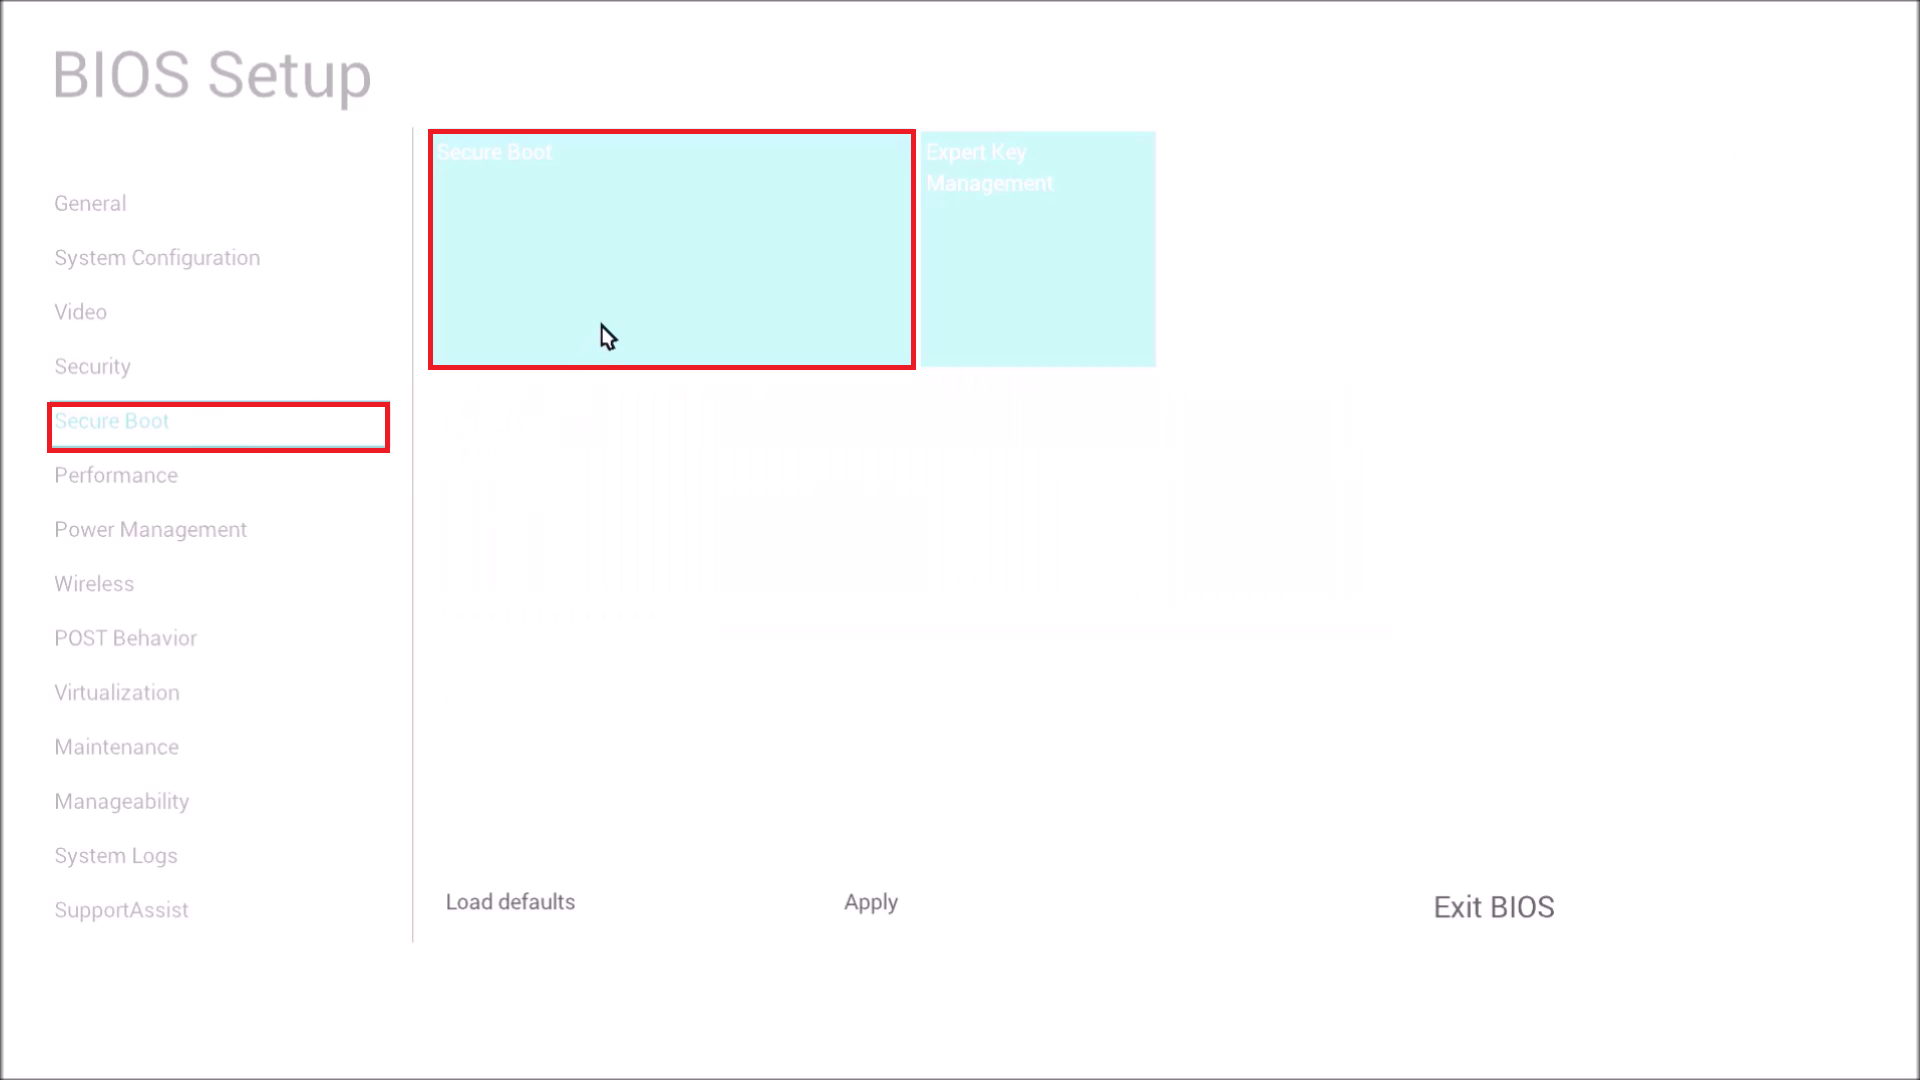 BIOS Setup
General
System Configuration
Video
Security
Secure Boot
Performance
Power Management
Wireless
POST Behavior
Virtualization
Maintenance
Manageability
System Logs
SupportAssist
Secure Boot
Expert Key
Management
Load defaults
Apply
Exit BIOS